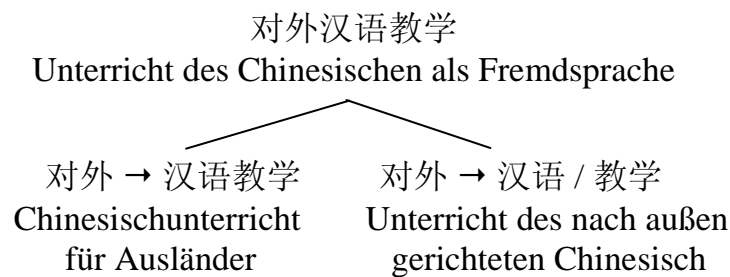 对外汉语教学
Unterricht des Chinesischen als Fremdsprache
对外 → 汉语教学
Chinesischunterricht
für Ausländer
对外 → 汉语 / 教学
Unterricht des nach außen
gerichteten Chinesisch